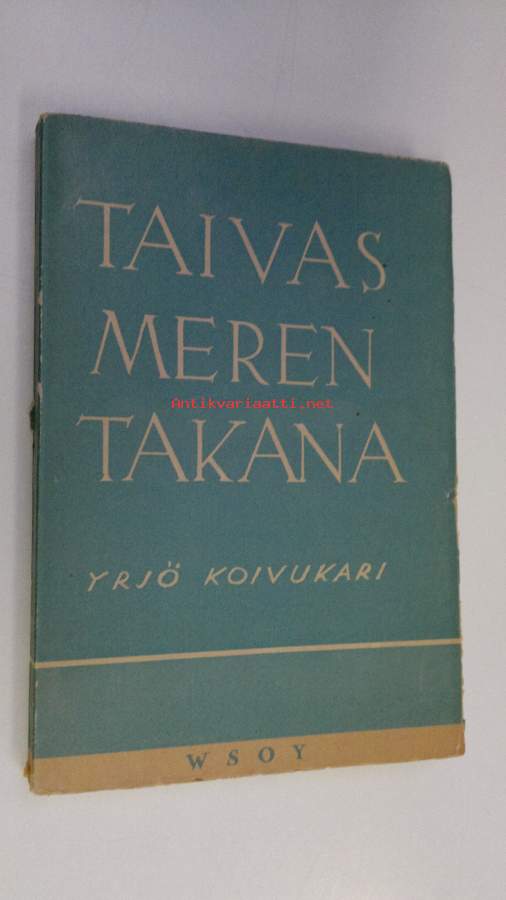 TAIVAS
MEREN
Antikvariaatti.net
TAKANA
YRJÖ KOIVUKARI
WSOY